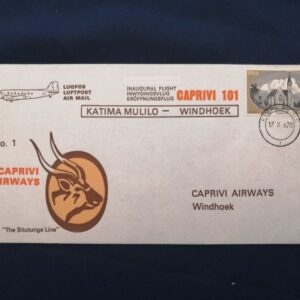 LUGPOS
LUFTPOST
AIR MAIL
INAUGURAL FLIGHT
INWYDINGSVLUG
ERÖFFNUNGSFLUG
CAPRIVI 101
KATIMA MULILO - WINDHOEK
RSA
o. 1
CAPRIVI
AIRWAYS
"The Situtunga Line"
CAPRIVI AIRWAYS
Windhoek